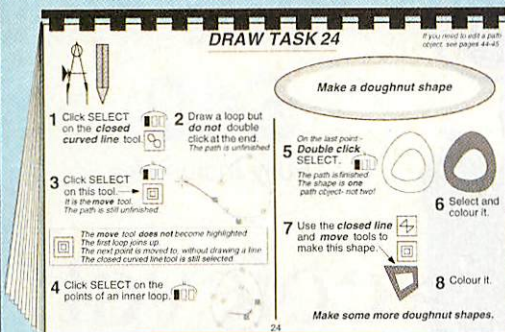 DRAW TASK 24
If you need to edit a path
object, see pages 44-45
Make a doughnut shape
1 Click SELECT
on the closed
curved line tool.
2 Draw a loop but
do not double
click at the end.
The path is unfinished
3 Click SELECT
on this tool.
It is the move tool.
The path is still unfinished
The move tool does not become highlighted
The first loop joins up
The next point is moved to, without drawing a line
The closed curved line tool is still selected
4 Click SELECT on the
points of an inner loop.
On the last point-
5 Double click
SELECT.
The path is finished
The shape is one
path object- not two!
6 Select and
colour it.
7 Use the closed line
and move tools to
make this shape.
8 Colour it.
Make some more doughnut shapes.
24